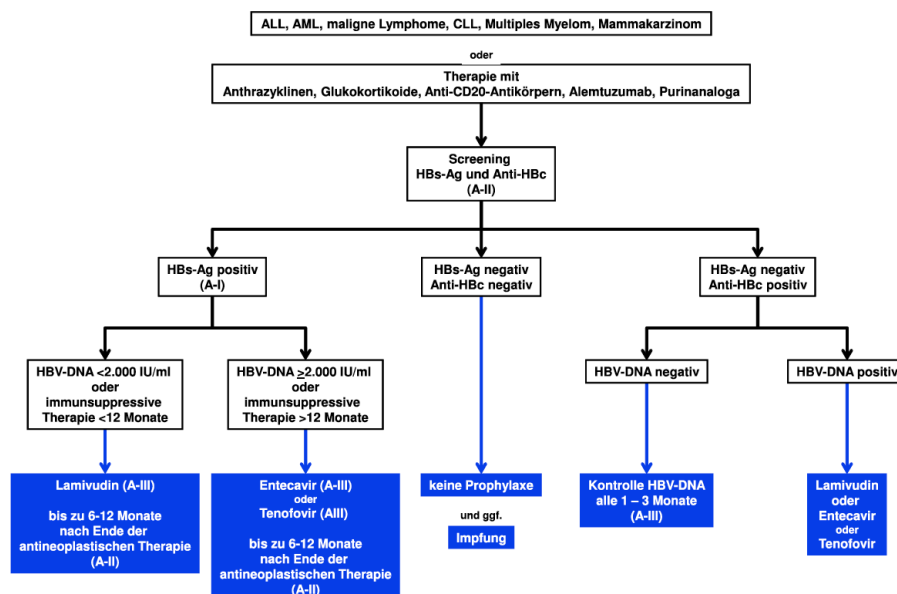 ALL, AML, maligne Lymphome, CLL, Multiples Myelom, Mammakarzinom
oder
Therapie mit
Anthrazyklinen, Glukokortikoide, Anti-CD20-Antikörpern, Alemtuzumab, Purinanaloga
Screening
HBs-Ag und Anti-HBc
(A-II)
HBs-Ag positiv
(A-I)
HBs-Ag negativ
Anti-HBc negativ
HBs-Ag negativ
Anti-HBc positiv
HBV-DNA <2.000 IU/ml
oder
immunsuppressive
Therapie <12 Monate
HBV-DNA ≥2.000 IU/ml
oder
immunsuppressive
Therapie >12 Monate
HBV-DNA negativ
HBV-DNA positiv
Lamivudin (A-III)
bis zu 6-12 Monate
nach Ende der
antineoplastischen Therapie
(A-II)
Entecavir (A-III)
oder
Tenofovir (AIII)
bis zu 6-12 Monate
nach Ende der
antineoplastischen Therapie
(A-II)
keine Prophylaxe
und ggf.
Impfung
Kontrolle HBV-DNA
alle 1 – 3 Monate
(A-III)
Lamivudin
oder
Entecavir
oder
Tenofovir